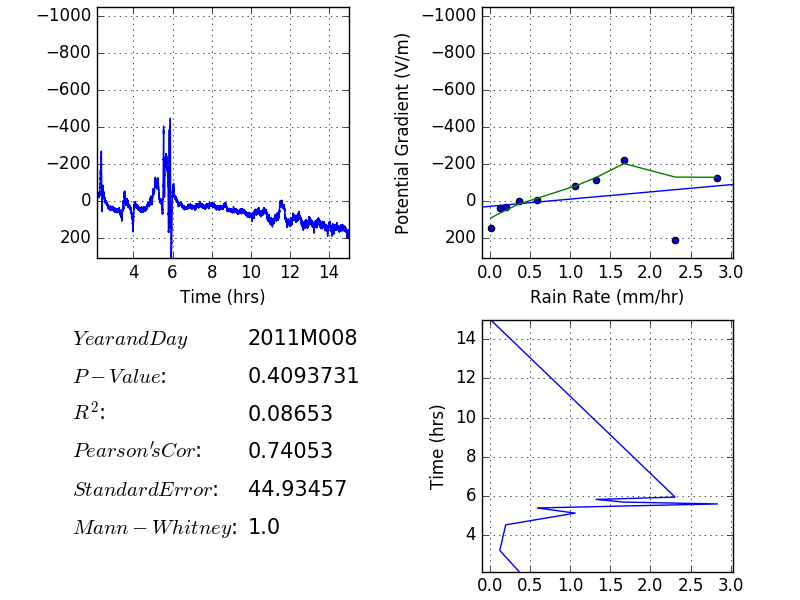 −1000
−800
−600
−400
−200
0
200
4 6 8 10 12 14
Time (hrs)
Potential Gradient (V/m)
−1000
−800
−600
−400
−200
0
200
0.0 0.5 1.0 1.5 2.0 2.5 3.0
Rain Rate (mm/hr)
YearandDay 2011M008
P−Value: 0.4093731
R²: 0.08653
Pearson'sCor: 0.74053
StandardError: 44.93457
Mann−Whitney: 1.0
Time (hrs)
14
12
10
8
6
4
0.0 0.5 1.0 1.5 2.0 2.5 3.0